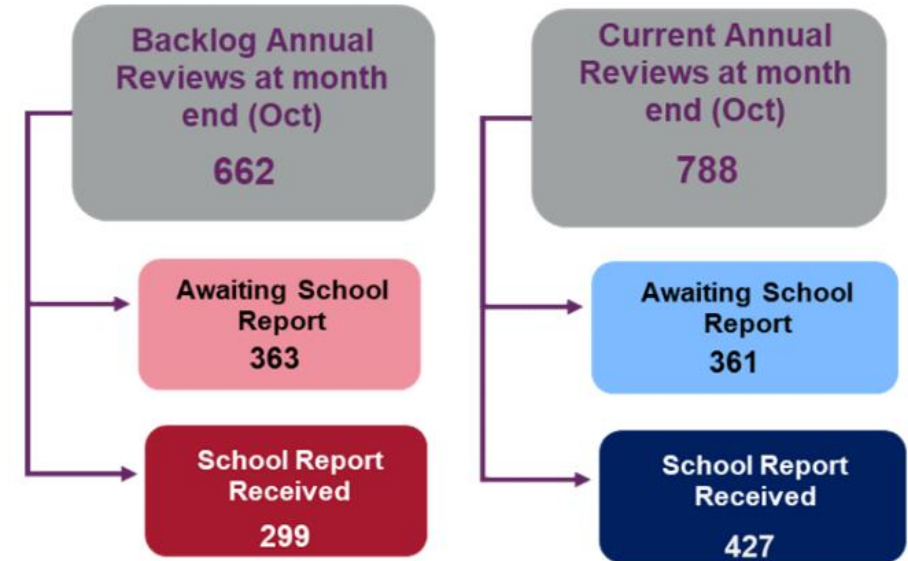 Backlog Annual
Reviews at month
end (Oct)
662
Awaiting School
Report
363
School Report
Received
299
Current Annual
Reviews at month
end (Oct)
788
Awaiting School
Report
361
School Report
Received
427